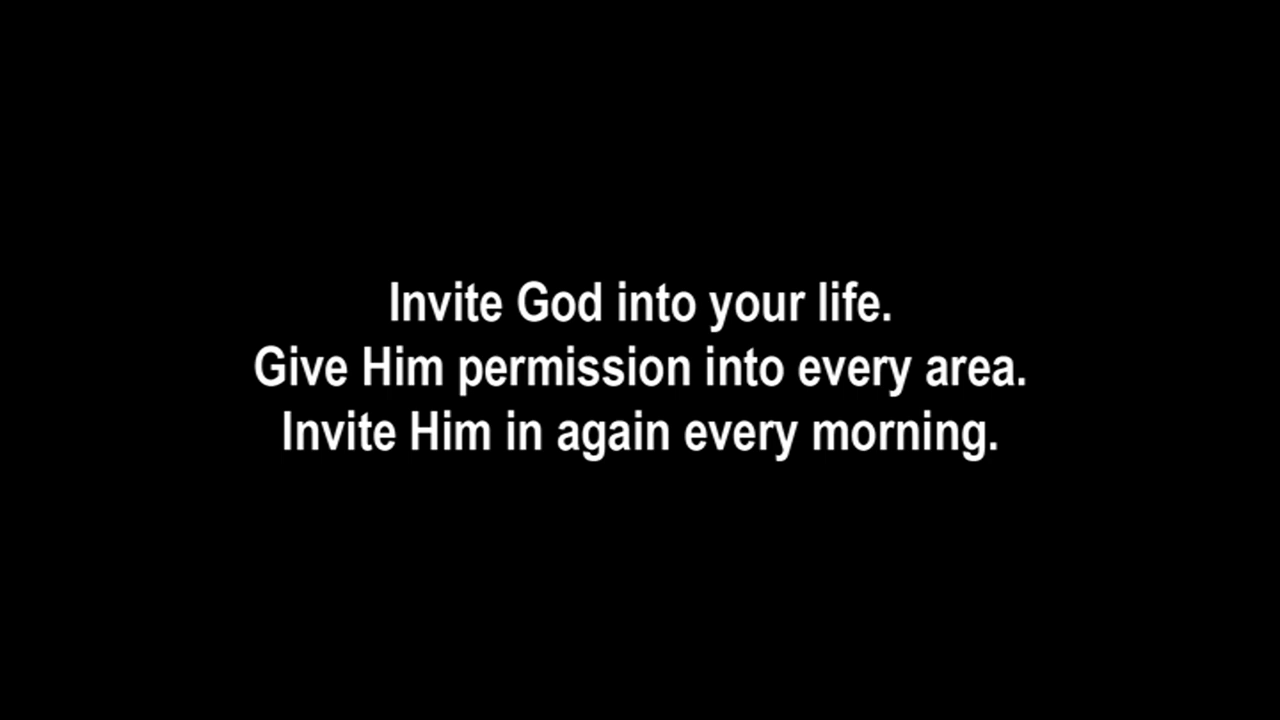 Invite God into your life.
Give Him permission into every area.
Invite Him in again every morning.